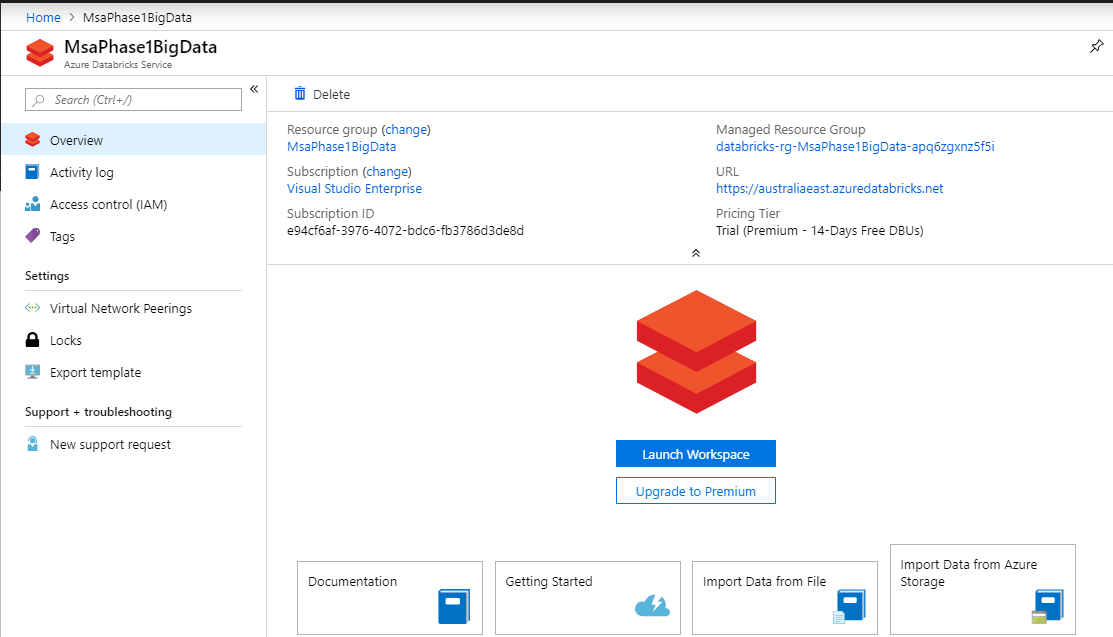 Home > MsaPhase1BigData
MsaPhase1BigData
Azure Databricks Service
Search (Ctrl+/)
Overview
Activity log
Access control (IAM)
Tags
Settings
Virtual Network Peerings
Locks
Export template
Support + troubleshooting
New support request
Delete
Resource group (change)
MsaPhase1BigData
Subscription (change)
Visual Studio Enterprise
Subscription ID
e94cf6af-3976-4072-bdc6-fb3786d3de8d
Managed Resource Group
databricks-rg-MsaPhase1BigData-apq6zgxnz5f5i
URL
https://australiaeast.azuredatabricks.net
Pricing Tier
Trial (Premium - 14-Days Free DBUs)
Launch Workspace
Upgrade to Premium
Documentation
Getting Started
Import Data from File
Import Data from Azure
Storage